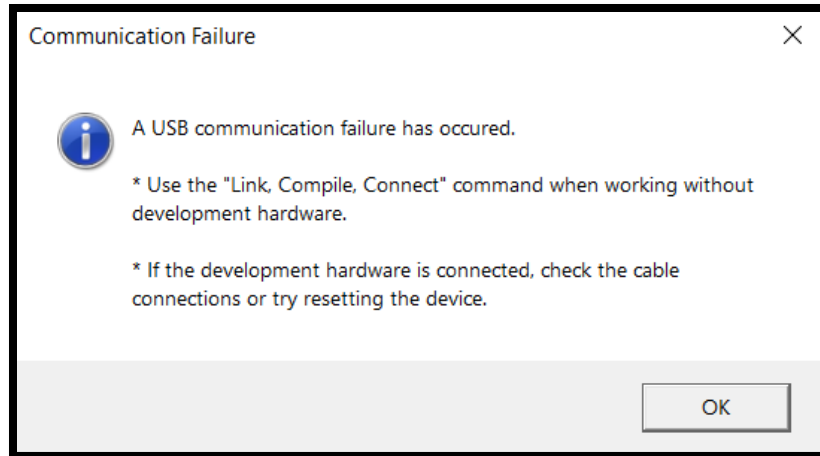 Communication Failure
A USB communication failure has occured.
* Use the "Link, Compile, Connect" command when working without
development hardware.
* If the development hardware is connected, check the cable
connections or try resetting the device.
OK